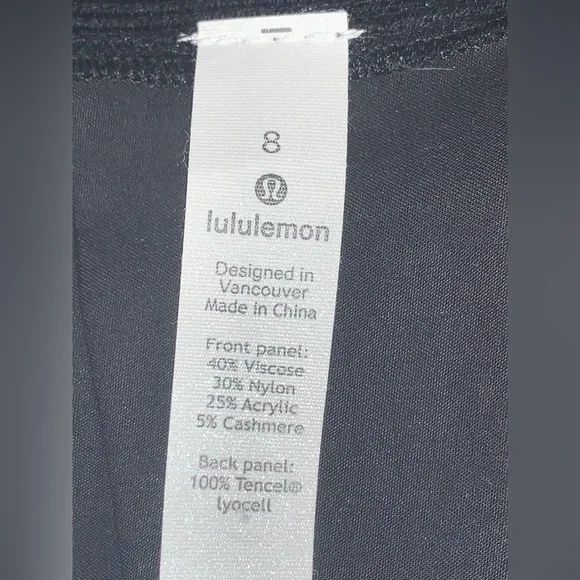 8
lululemon
Designed in
Vancouver
Made in China
Front panel:
40% Viscose
30% Nylon
25% Acrylic
5% Cashmere
Back panel:
100% Tencel®
lyocell